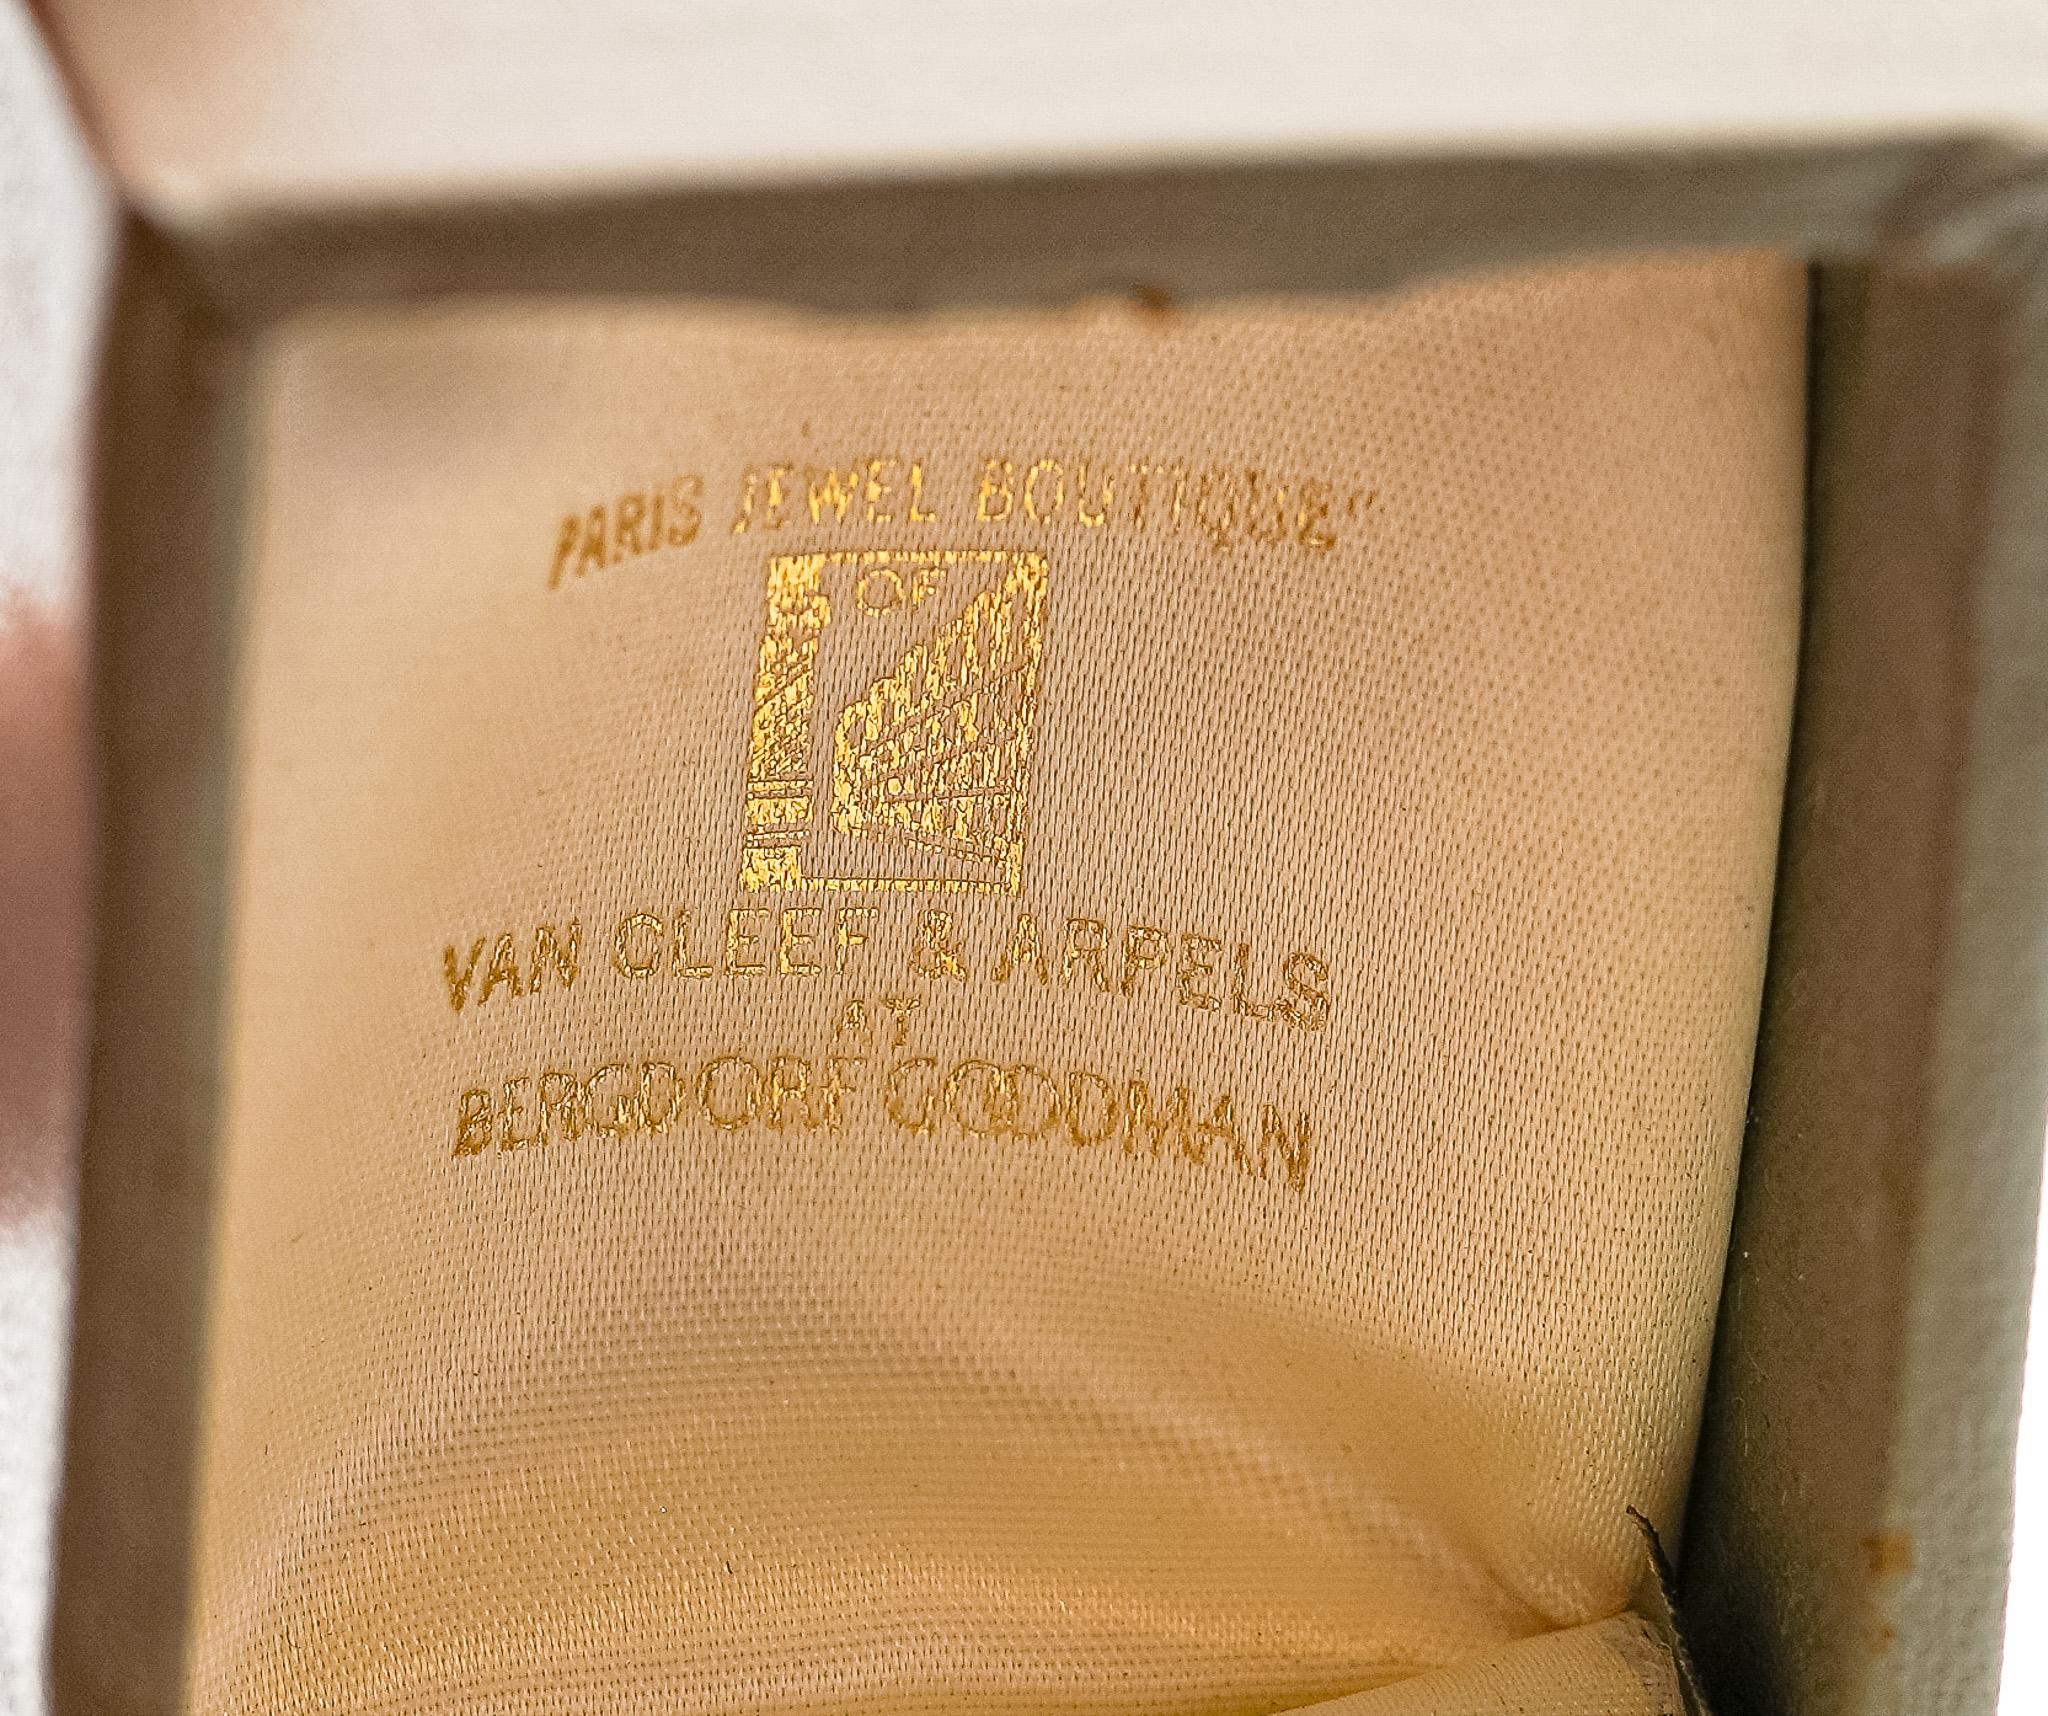 PARIS JEWEL BOUTIQUE"
OF
VAN CLEEF & ARPELS
AT
BERGDORF GOODMAN